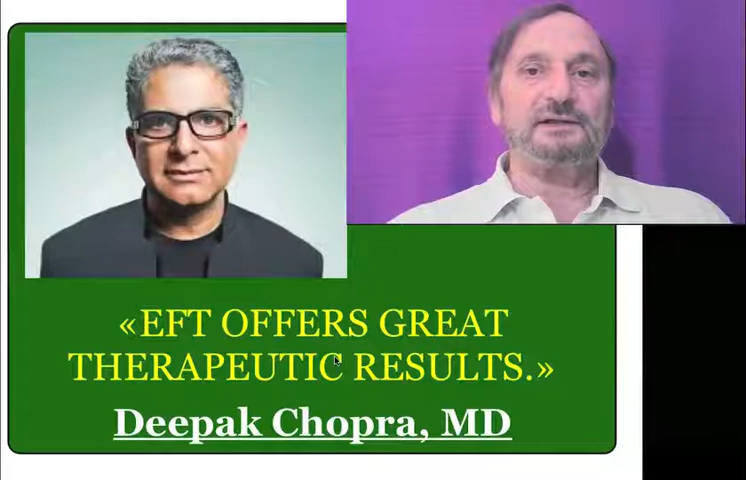 «EFT OFFERS GREAT
THERAPEUTIC RESULTS.»
Deepak Chopra, MD